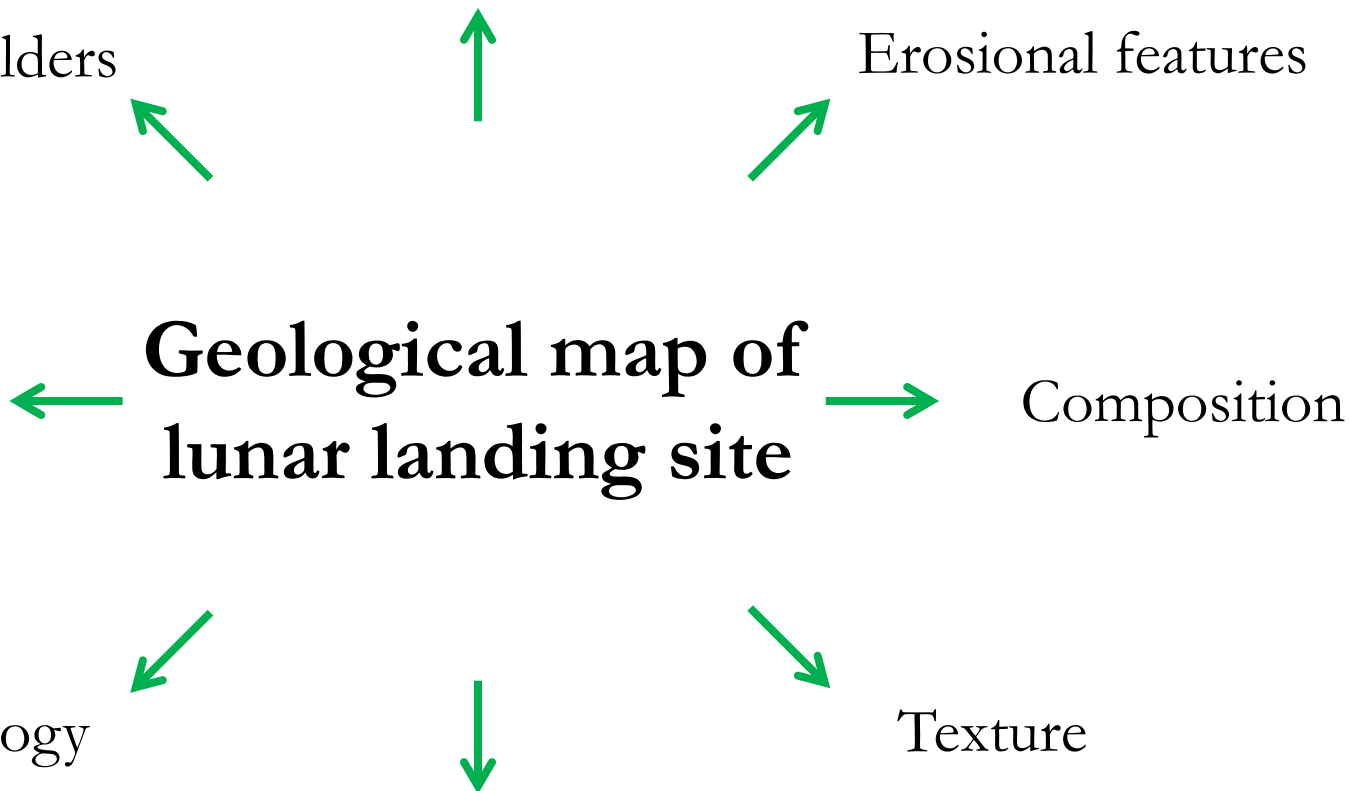 lders
Erosional features
Geological map of
lunar landing site
Composition
ogy
Texture